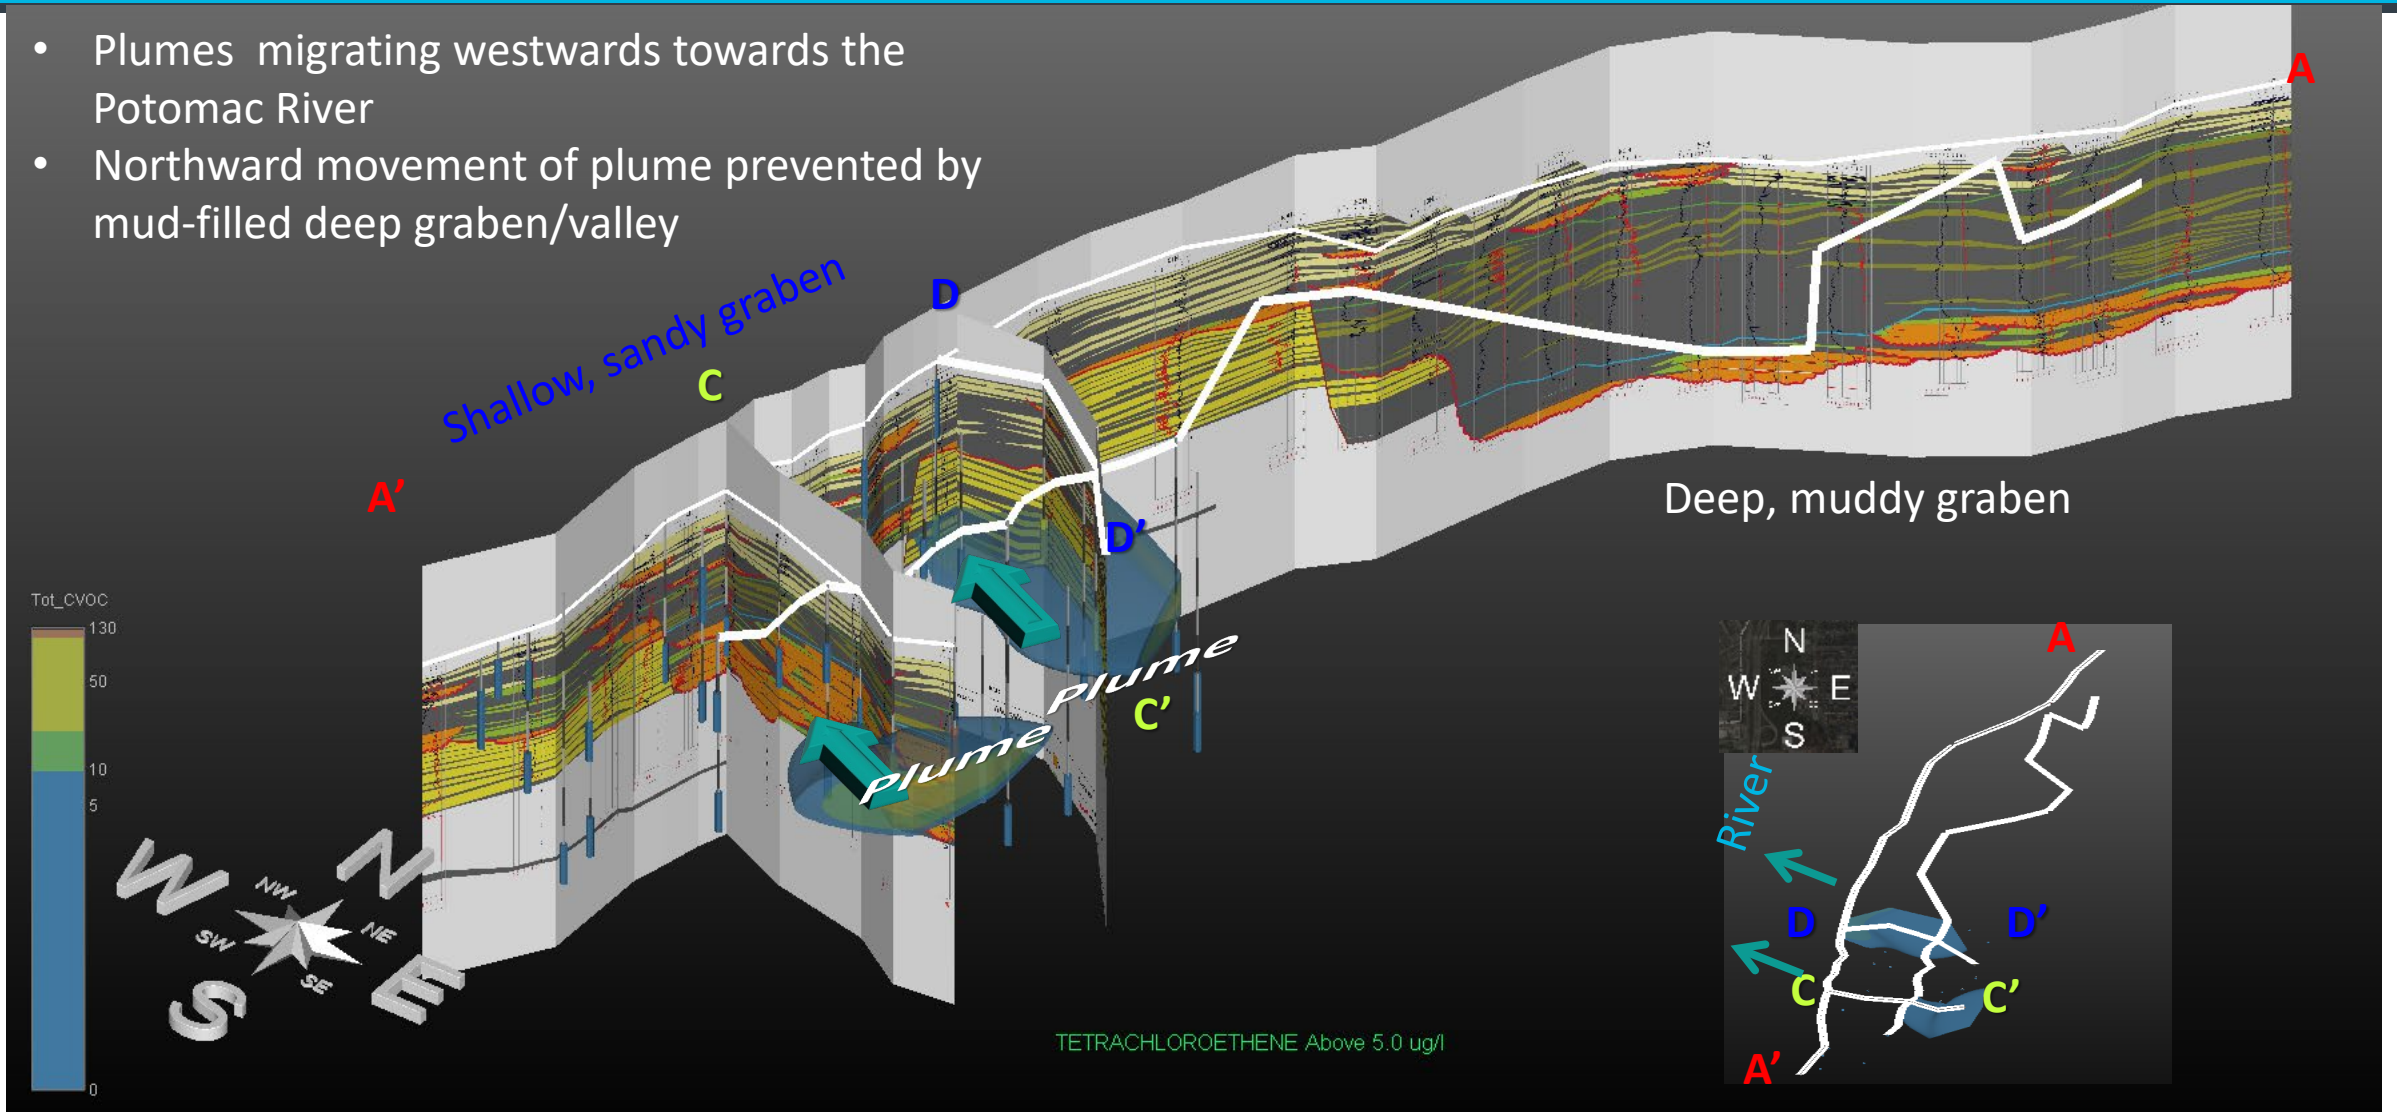 • Plumes  migrating westwards towards the
Potomac River
• Northward movement of plume prevented by
mud-filled deep graben/valley
A
Shallow, sandy graben
D
C
A’
D’
Deep, muddy graben
Plume
Plume
C’
Tot_CVOC
130
50
10
5
0
W
NW
N
SW
NE
S
SE
E
TETRACHLOROETHENE Above 5.0 ug/l
N
W E
S
A
River
D
D’
C
C’
A’